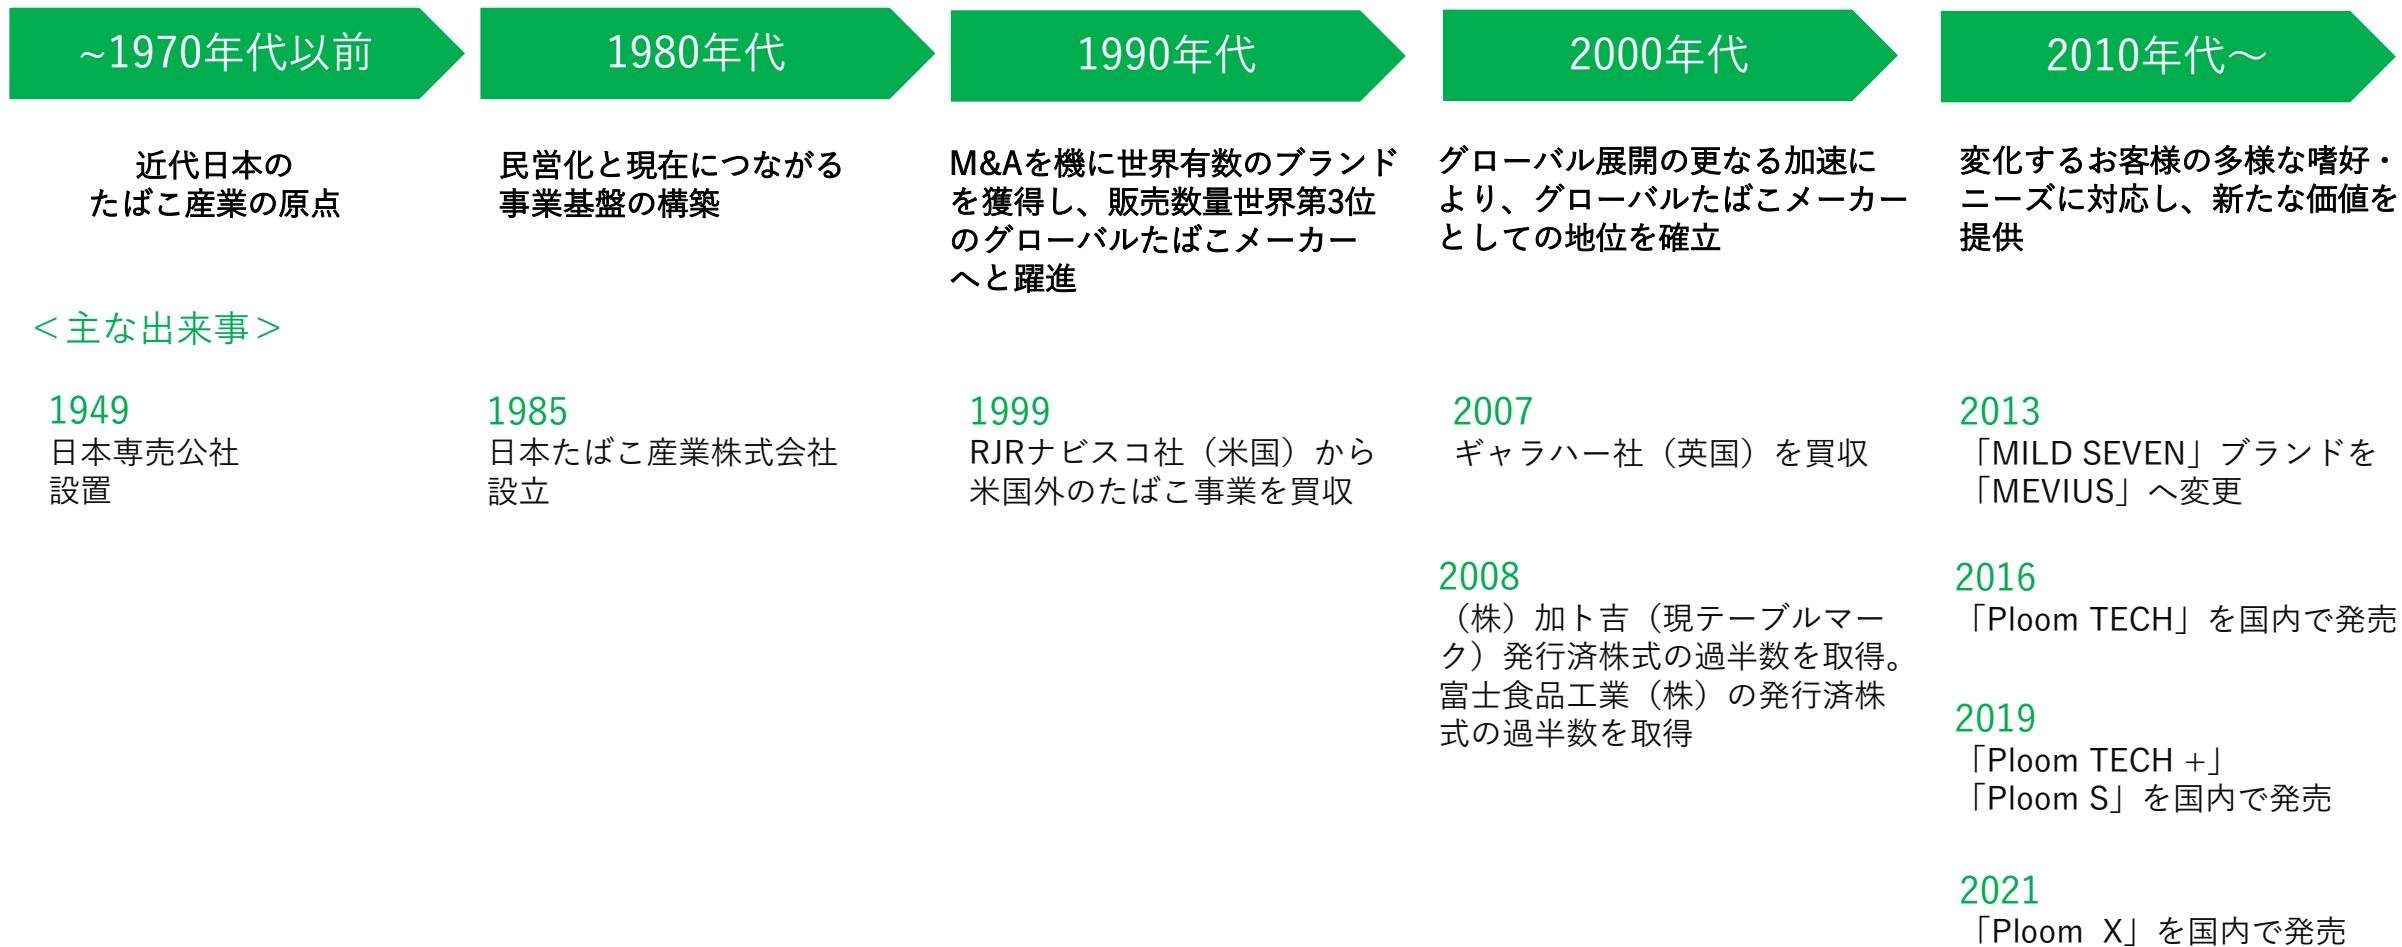 ~1970年代以前
近代日本の
たばこ産業の原点
1980年代
民営化と現在につながる
事業基盤の構築
1990年代
M&Aを機に世界有数のブランド
を獲得し、販売数量世界第3位
のグローバルたばこメーカー
へと躍進
2000年代
グローバル展開の更なる加速に
より、グローバルたばこメーカー
としての地位を確立
2010年代～
変化するお客様の多様な嗜好・
ニーズに対応し、新たな価値を
提供
＜主な出来事＞
1949
日本専売公社
設置
1985
日本たばこ産業株式会社
設立
1999
RJRナビスコ社（米国）から
米国外のたばこ事業を買収
2007
ギャラハー社（英国）を買収
2008
（株）加ト吉（現テーブルマー
ク）発行済株式の過半数を取得。
富士食品工業（株）の発行済株
式の過半数を取得
2013
「MILD SEVEN」ブランドを
「MEVIUS」へ変更
2016
「Ploom TECH」を国内で発売
2019
「Ploom TECH +」
「Ploom S」を国内で発売
2021
「Ploom X」を国内で発売